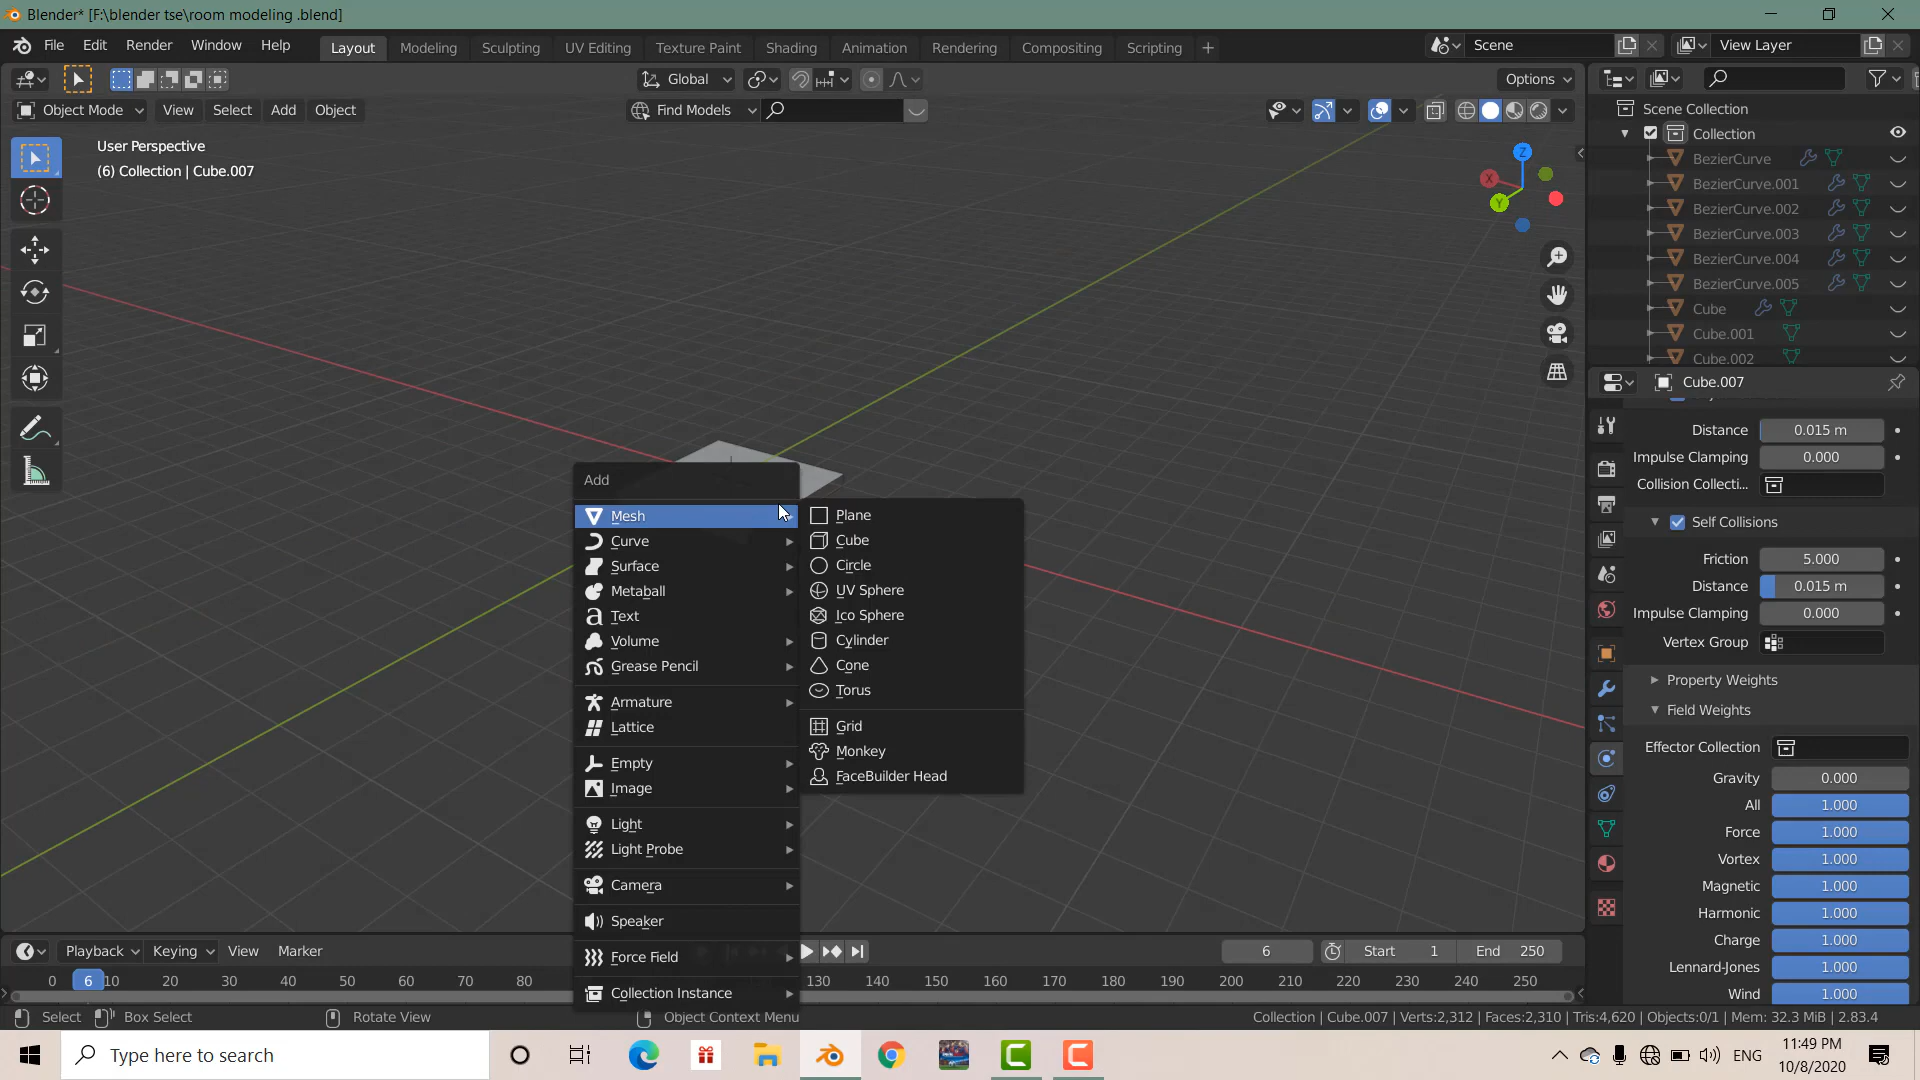 Blender* [F:\blender tse\room modeling .blend]
File Edit Render Window Help Layout Modeling Sculpting UV Editing Texture Paint Shading Animation Rendering Compositing Scripting + Scene View Layer
Global Options
Object Mode View Select Add Object Find Models
User Perspective
(6) Collection | Cube.007
Z
X
Y
Scene Collection
Collection
BezierCurve
BezierCurve.001
BezierCurve.002
BezierCurve.003
BezierCurve.004
BezierCurve.005
Cube
Cube.001
Cube.002
Cube.007
Distance 0.015 m
Impulse Clamping 0.000
Collision Collecti...
Self Collisions
Friction 5.000
Distance 0.015 m
Impulse Clamping 0.000
Vertex Group
Property Weights
Field Weights
Effector Collection
Gravity 0.000
All 1.000
Force 1.000
Vortex 1.000
Magnetic 1.000
Harmonic 1.000
Charge 1.000
Lennard-Jones 1.000
Wind 1.000
Add
Mesh
Curve
Surface
Metaball
Text
Volume
Grease Pencil
Armature
Lattice
Empty
Image
Light
Light Probe
Camera
Speaker
Force Field
Collection Instance
Plane
Cube
Circle
UV Sphere
Ico Sphere
Cylinder
Cone
Torus
Grid
Monkey
FaceBuilder Head
Playback Keying View Marker 6 Start 1 End 250
0 6 10 20 30 40 50 60 70 80 130 140 150 160 170 180 190 200 210 220 230 240 250
Select Box Select Rotate View Object Context Menu Collection | Cube.007 | Verts:2,312 | Faces:2,310 | Tris:4,620 | Objects:0/1 | Mem: 32.3 MiB | 2.83.4
Type here to search ENG 11:49 PM
10/8/2020